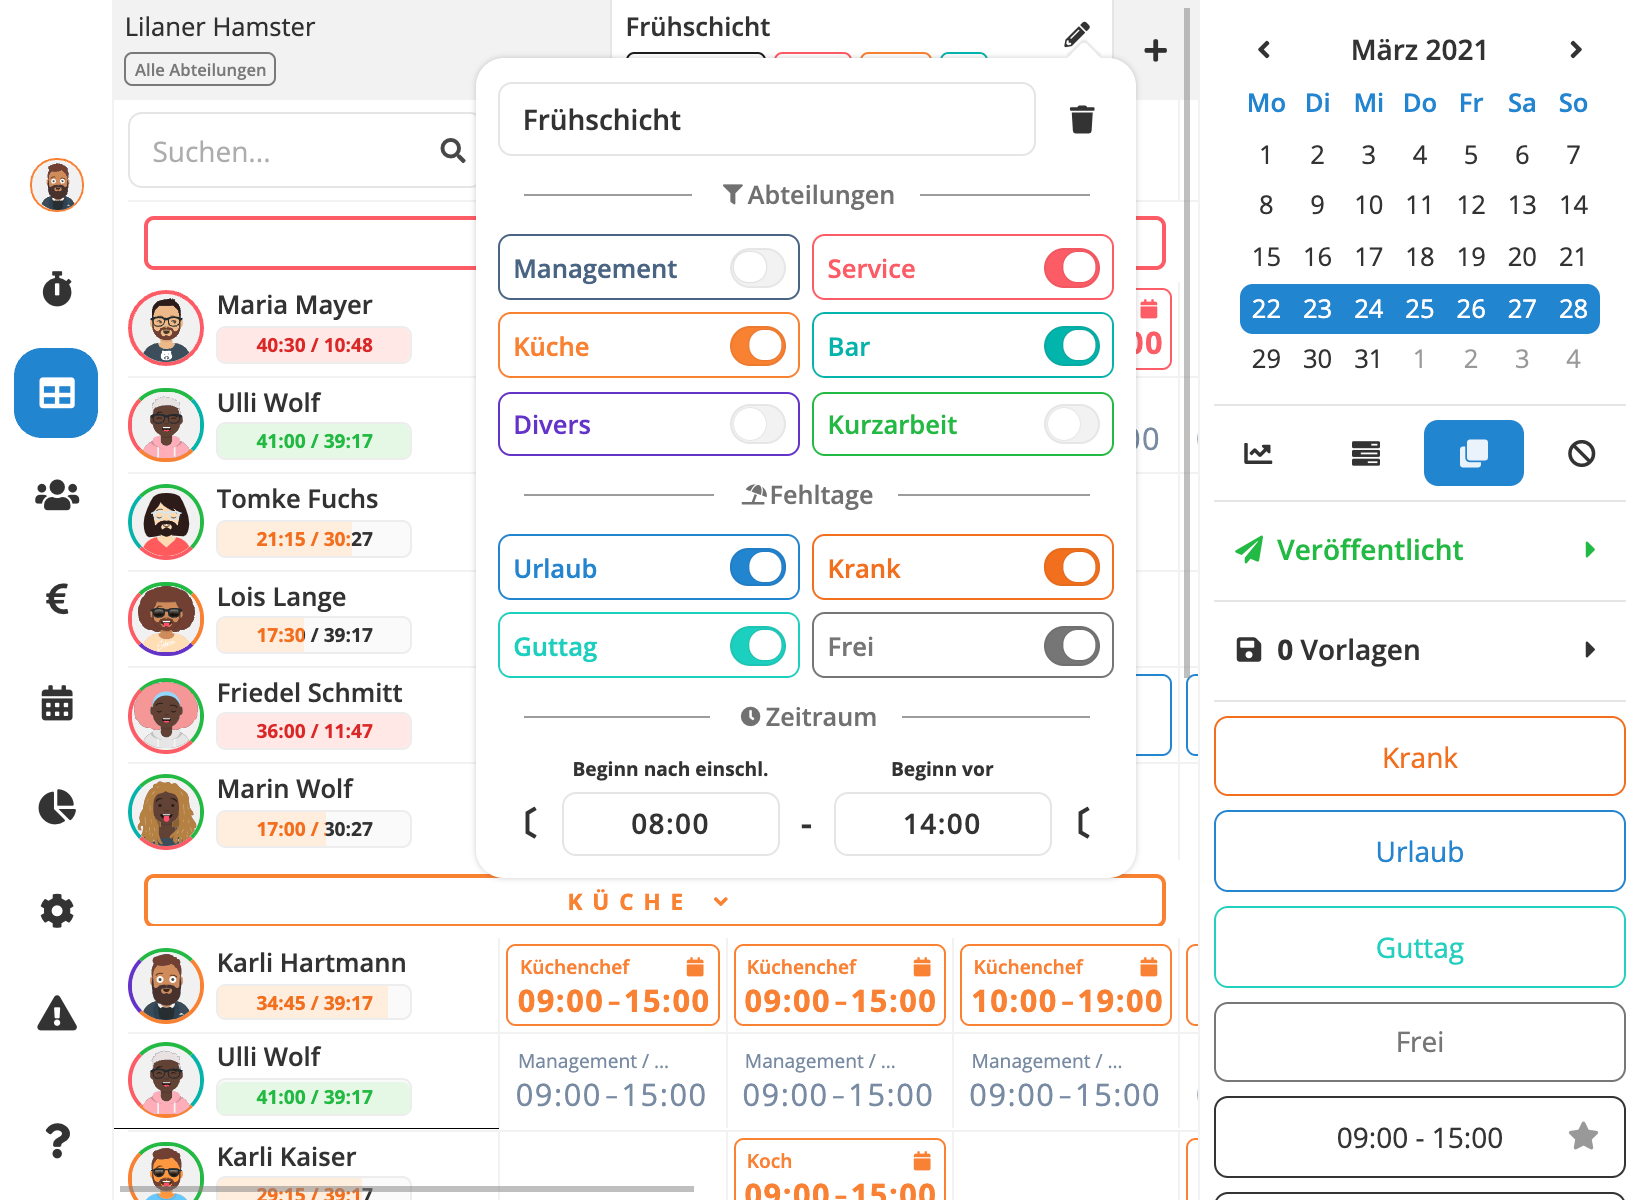 Lilaner Hamster
Alle Abteilungen
Frühschicht
Suchen...
Frühschicht
Abteilungen
Management
Service
Küche
Bar
Divers
Kurzarbeit
Fehltage
Urlaub
Krank
Guttag
Frei
Zeitraum
Beginn nach einschl.
Beginn vor
08:00 - 14:00
Maria Mayer
40:30 / 10:48
Ulli Wolf
41:00 / 39:17
Tomke Fuchs
21:15 / 30:27
Lois Lange
17:30 / 39:17
Friedel Schmitt
36:00 / 11:47
Marin Wolf
17:00 / 30:27
KÜCHE
Karli Hartmann
34:45 / 39:17
Küchenchef
09:00 – 15:00
Küchenchef
09:00 – 15:00
Küchenchef
10:00 – 19:00
Ulli Wolf
41:00 / 39:17
Management / ...
09:00 – 15:00
Management / ...
09:00 – 15:00
Management / ...
09:00 – 15:00
Karli Kaiser
29:15 / 39:17
Koch
09:00 – 15:00
März 2021
Mo Di Mi Do Fr Sa So
1 2 3 4 5 6 7
8 9 10 11 12 13 14
15 16 17 18 19 20 21
22 23 24 25 26 27 28
29 30 31 1 2 3 4
Veröffentlicht
0 Vorlagen
Krank
Urlaub
Guttag
Frei
09:00 - 15:00